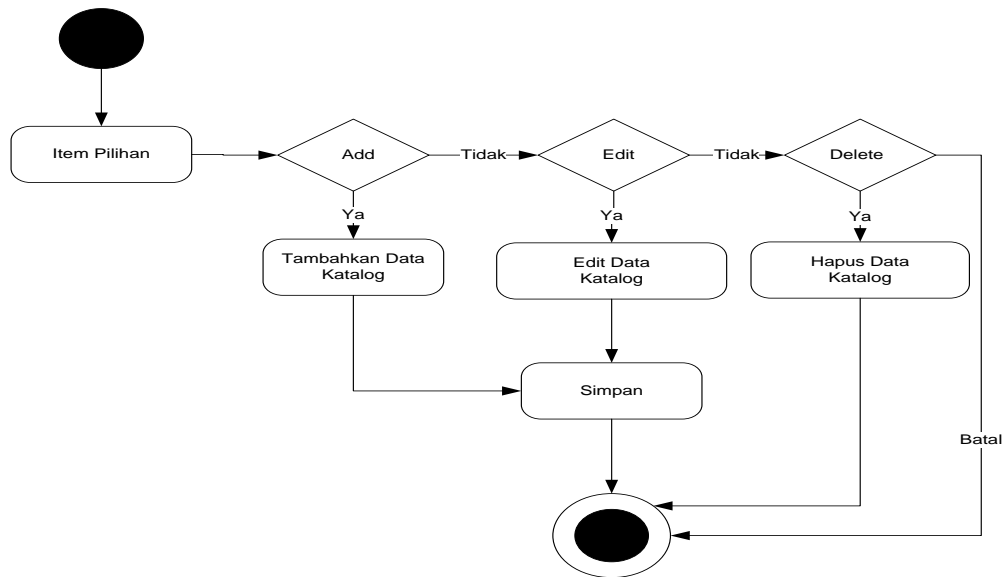 Item Pilihan
Add
Tidak
Edit
Tidak
Delete
Ya
Ya
Ya
Tambahkan Data
Katalog
Edit Data
Katalog
Hapus Data
Katalog
Simpan
Batal